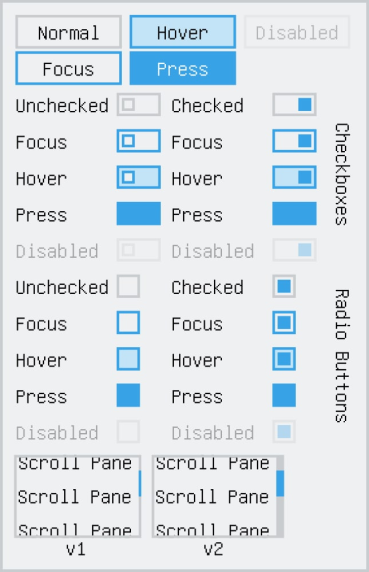 Normal Hover Disabled
Focus Press
Unchecked Checked
Focus Focus
Hover Hover
Press Press
Disabled Disabled
Checkboxes
Unchecked Checked
Focus Focus
Hover Hover
Press Press
Disabled Disabled
Radio Buttons
Scroll Pane Scroll Pane
Scroll Pane Scroll Pane
Scroll Pane Scroll Pane
v1 v2